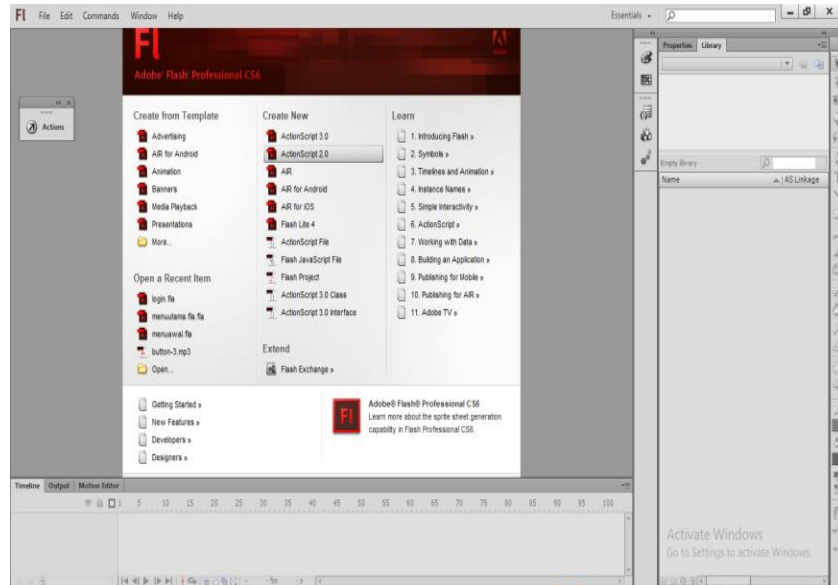 Fl File Edit Commands Window Help Essentials
Fl
Adobe® Flash® Professional CS6
Properties Library
Actions
Create from Template
Advertising
AIR for Android
Animation
Banners
Media Playback
Presentations
More...
Open a Recent Item
login.fla
menuutama.fla.fla
menuawal.fla
button-3.mp3
Open...
Create New
ActionScript 3.0
ActionScript 2.0
AIR
AIR for Android
AIR for iOS
Flash Lite 4
ActionScript File
Flash JavaScript File
Flash Project
ActionScript 3.0 Class
ActionScript 3.0 Interface
Extend
Flash Exchange »
Learn
1. Introducing Flash »
2. Symbols »
3. Timelines and Animation »
4. Instance Names »
5. Simple Interactivity »
6. ActionScript »
7. Working with Data »
8. Building an Application »
9. Publishing for Mobile »
10. Publishing for AIR »
11. Adobe TV »
Getting Started »
New Features »
Developers »
Designers »
Fl
Adobe® Flash® Professional CS6
Learn more about the sprite sheet generation
capability in Flash Professional CS6.
Empty library
Name AS Linkage
Timeline Output Motion Editor
1 5 10 15 20 25 30 35 40 45 50 55 60 65 70 75 80 85 90 95 100
Activate Windows
Go to Settings to activate Windows.